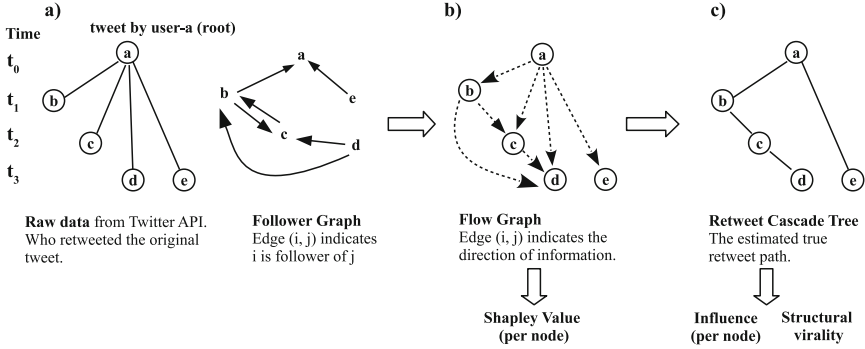 a)
tweet by user-a (root)
Time
t0
t1
t2
t3
a
b
c
d
e
a
b
e
c
d
Raw data from Twitter API.
Who retweeted the original
tweet.
Follower Graph
Edge (i, j) indicates
i is follower of j
b)
a
b
c
d
e
Flow Graph
Edge (i, j) indicates the
direction of information.
Shapley Value
(per node)
c)
a
b
c
d
e
Retweet Cascade Tree
The estimated true
retweet path.
Influence
(per node)
Structural
virality